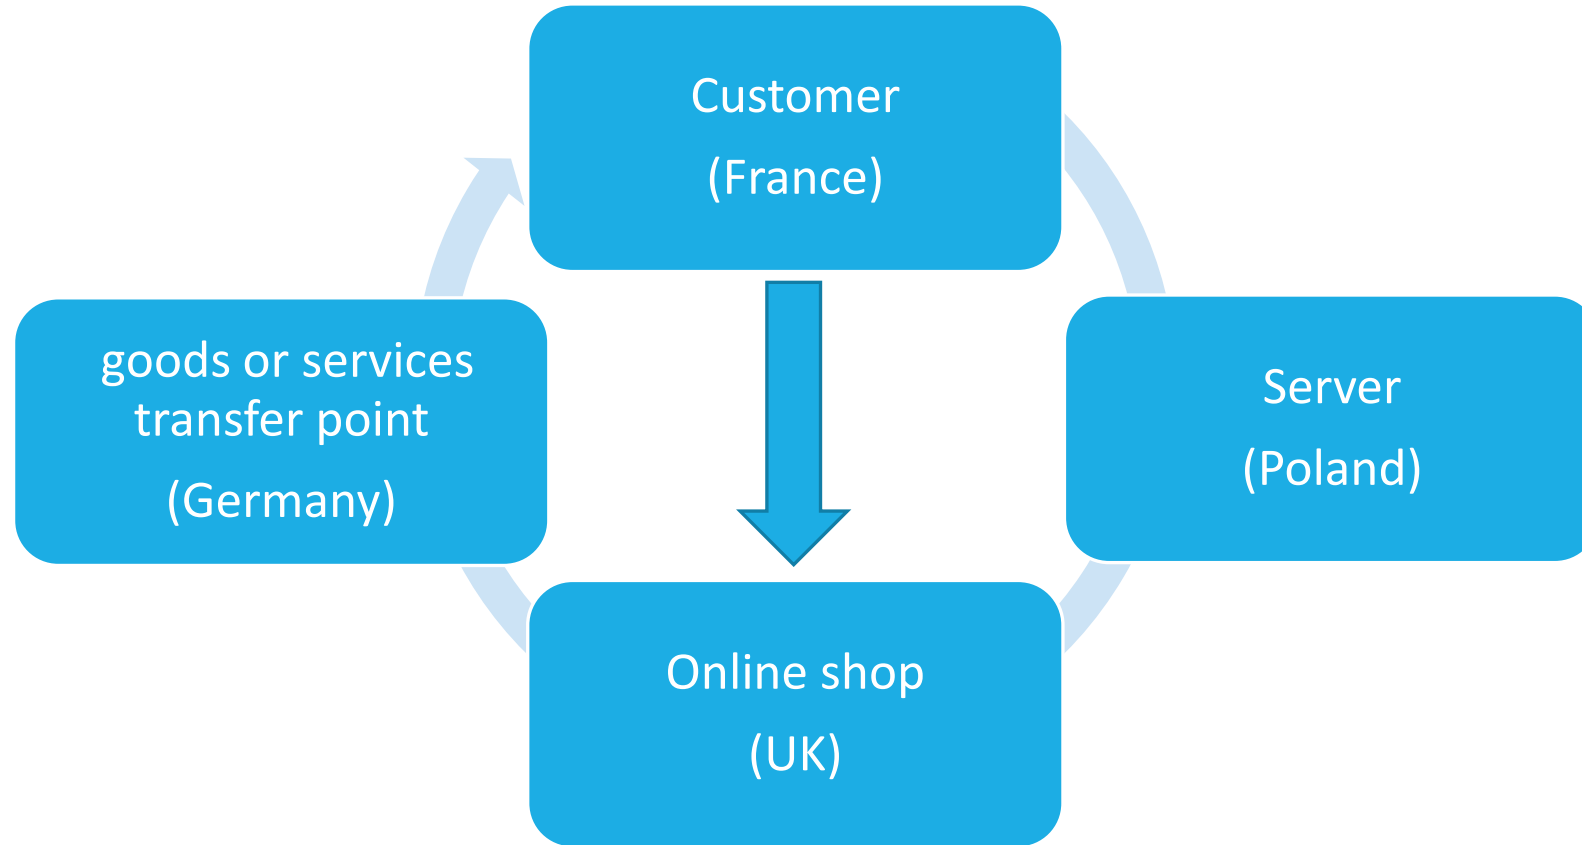 Customer
(France)
goods or services
transfer point
(Germany)
Server
(Poland)
Online shop
(UK)